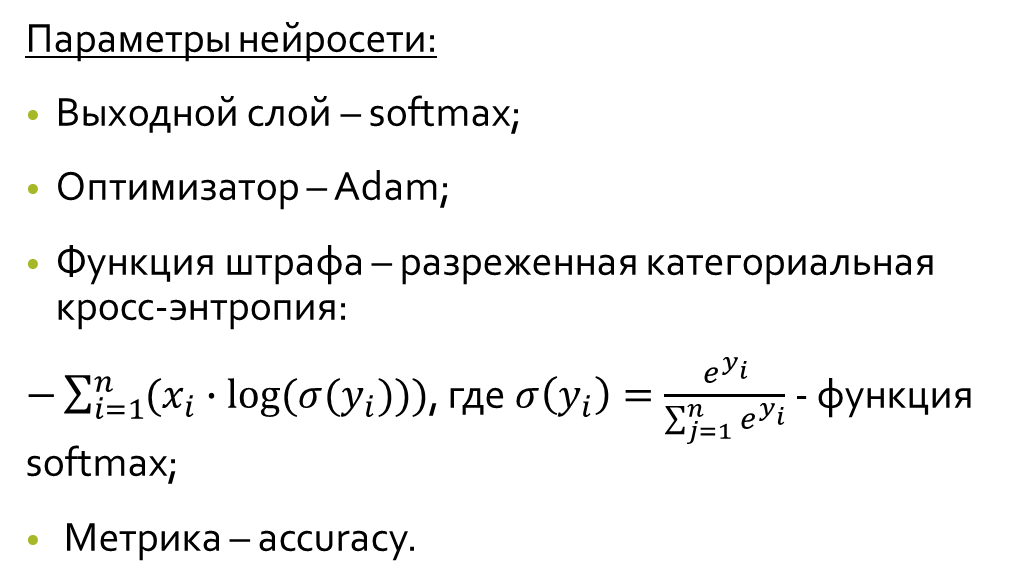 Параметры нейросети:
• Выходной слой – softmax;
• Оптимизатор – Adam;
• Функция штрафа – разреженная категориальная
кросс-энтропия:
− ∑ⁿᵢ₌₁(xᵢ · log(σ(yᵢ))), где σ(yᵢ) = e^{yᵢ} / ∑ⁿⱼ₌₁ e^{yᵢ} - функция
softmax;
• Метрика – accuracy.